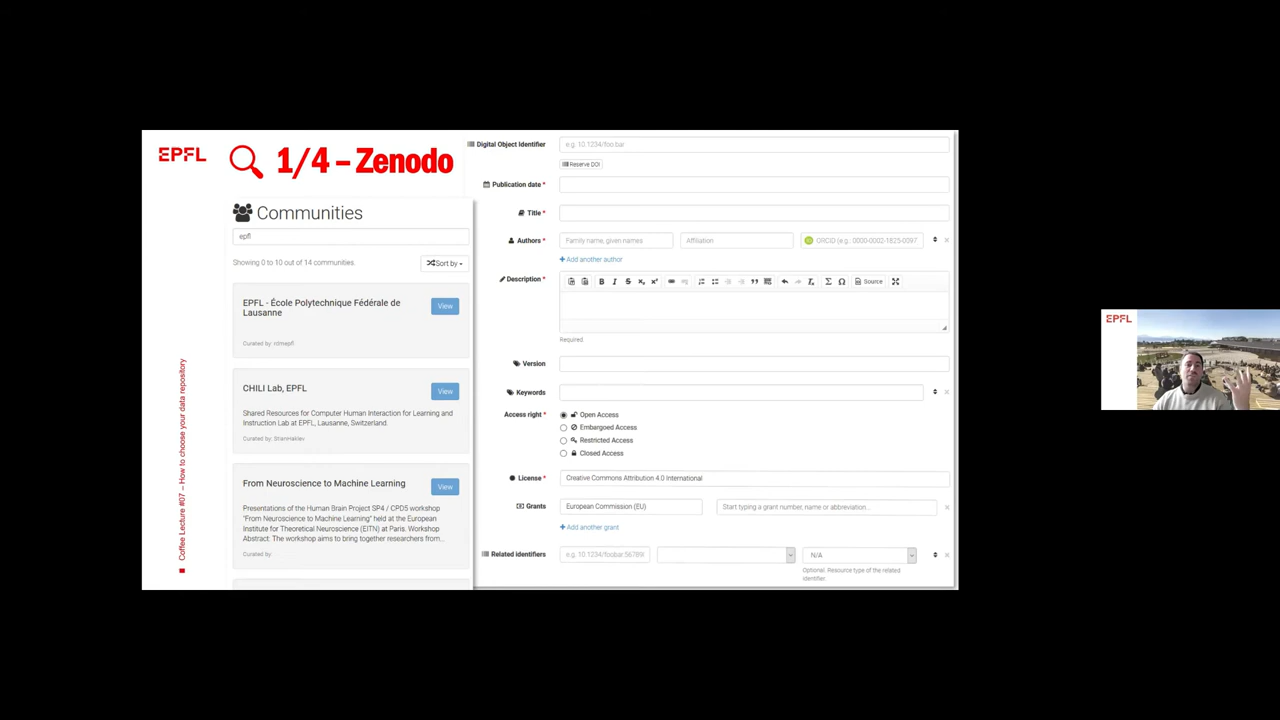 EPFL
1/4 – Zenodo
Communities
epfl
Showing 0 to 10 out of 14 communities.
Sort by
EPFL - École Polytechnique Fédérale de
Lausanne
View
Curated by: rdmepfl
CHILI Lab, EPFL
View
Shared Resources for Computer Human Interaction for Learning and
Instruction Lab at EPFL, Lausanne, Switzerland.
Curated by:
From Neuroscience to Machine Learning
View
Presentations of the Human Brain Project SP4 / CPD5 workshop
"From Neuroscience to Machine Learning" held at the European
Institute for Theoretical Neuroscience (EITN) at Paris. Workshop
Abstract: The workshop aims to bring together researchers from...
Curated by:
Coffee Lecture #07 – How to choose your data repository
Digital Object Identifier
e.g. 10.1234/foo.bar
Reserve DOI
Publication date *
Title *
Authors *
Family name, given names
Affiliation
ORCID (e.g.: 0000-0002-1825-0097
+ Add another author
Description *
B I S X₂ X² Σ Ω Source
Required.
Version
Keywords
Access right *
Open Access
Embargoed Access
Restricted Access
Closed Access
License *
Creative Commons Attribution 4.0 International
Grants
European Commission (EU)
Start typing a grant number, name or abbreviation...
+ Add another grant
Related identifiers
e.g. 10.1234/foobar.56789
N/A
Optional. Resource type of the related
identifier.
EPFL